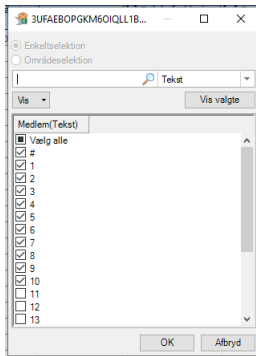 3UFAEBOPGKM6OIQLL1B...
Enkeltselektion
Områdeselektion
Tekst
Vis
Vis valgte
Medlem(Tekst)
Vælg alle
#
1
2
3
4
5
6
7
8
9
10
11
12
13
OK
Afbryd